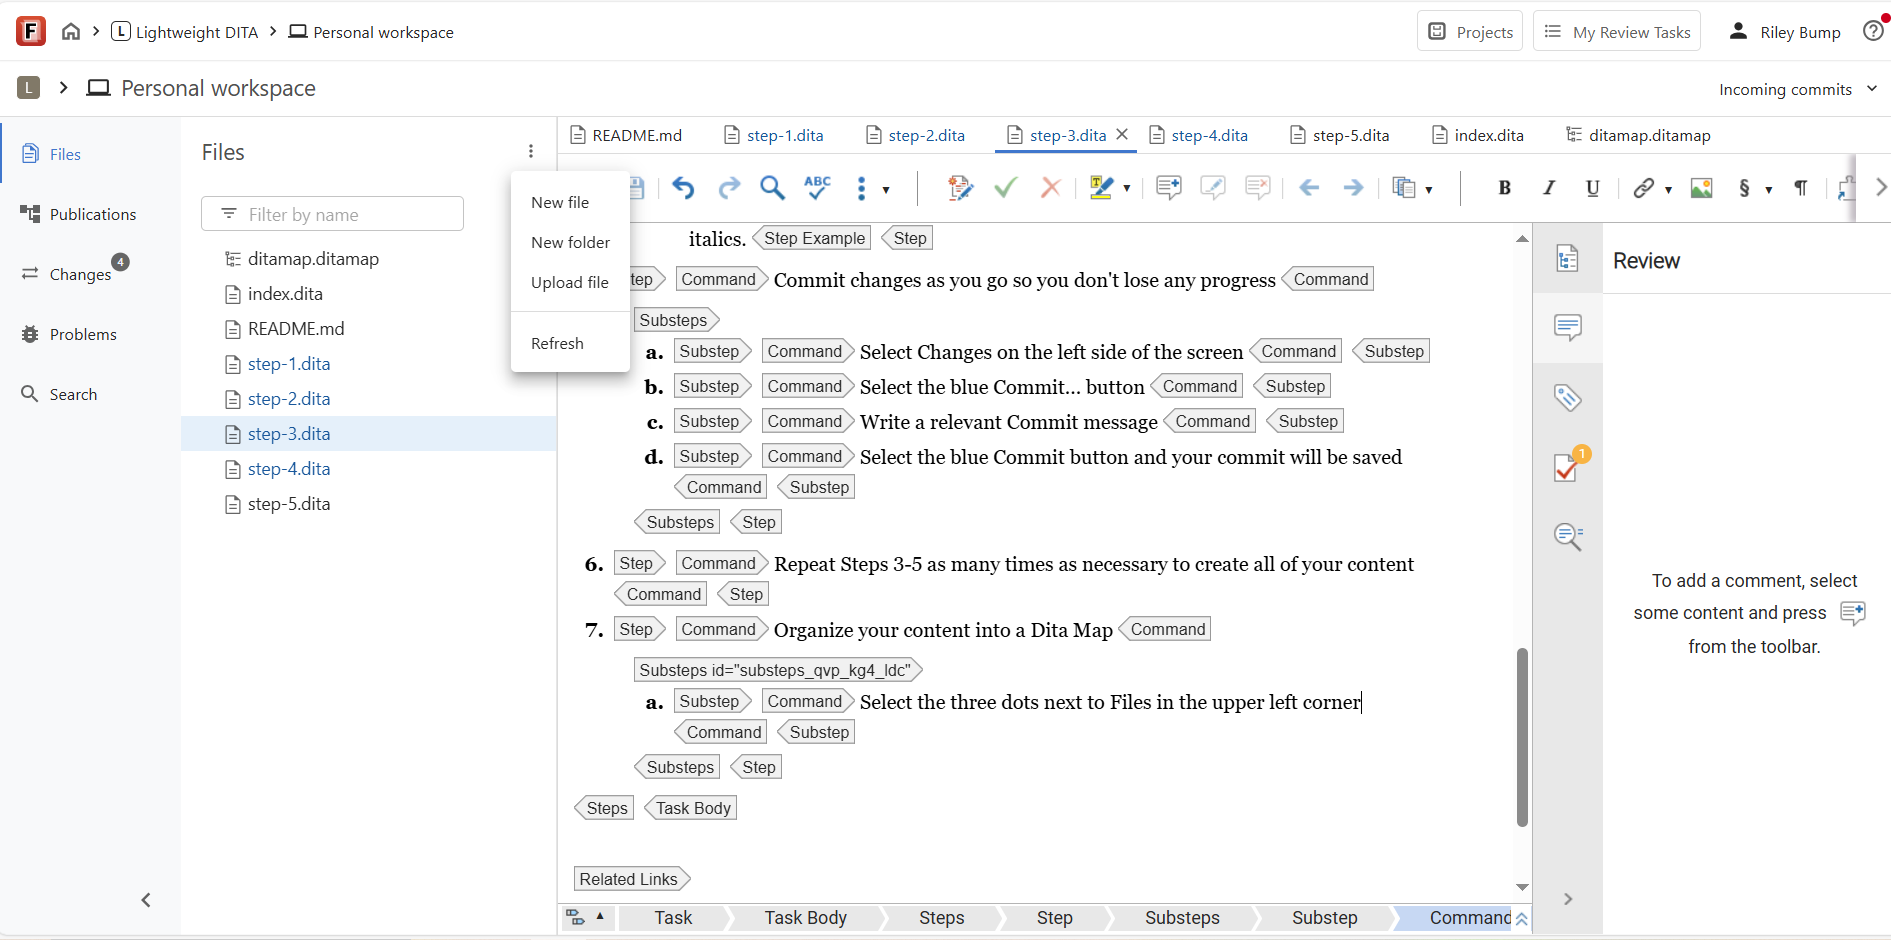 F
L Lightweight DITA
Personal workspace
Projects
My Review Tasks
Riley Bump
L
Personal workspace
Incoming commits
Files
Publications
Changes
4
Problems
Search
Files
Filter by name
ditamap.ditamap
index.dita
README.md
step-1.dita
step-2.dita
step-3.dita
step-4.dita
step-5.dita
New file
New folder
Upload file
Refresh
README.md
step-1.dita
step-2.dita
step-3.dita
step-4.dita
step-5.dita
index.dita
ditamap.ditamap
ABC
T
B I U
§ ¶
italics. Step Example Step
tep Command Commit changes as you go so you don't lose any progress Command
Substeps
a. Substep Command Select Changes on the left side of the screen Command Substep
b. Substep Command Select the blue Commit... button Command Substep
c. Substep Command Write a relevant Commit message Command Substep
d. Substep Command Select the blue Commit button and your commit will be saved
Command Substep
Substeps Step
6. Step Command Repeat Steps 3-5 as many times as necessary to create all of your content
Command Step
7. Step Command Organize your content into a Dita Map Command
Substeps id="substeps_qvp_kg4_ldc"
a. Substep Command Select the three dots next to Files in the upper left corner
Command Substep
Substeps Step
Steps Task Body
Related Links
Task
Task Body
Steps
Step
Substeps
Substep
Command
1
Review
To add a comment, select
some content and press
from the toolbar.